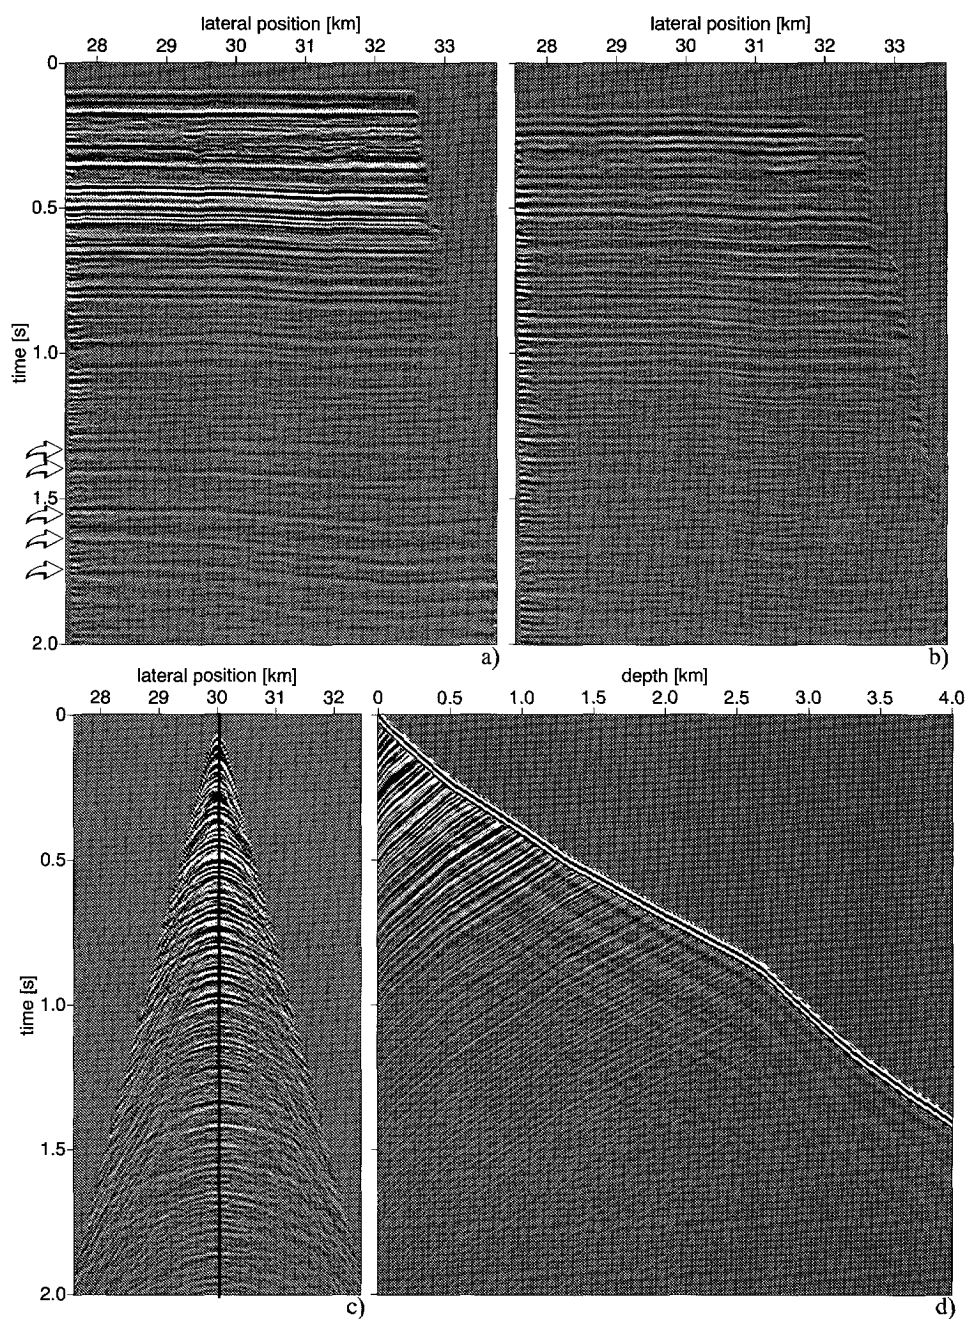 lateral position [km]
28 29 30 31 32 33
lateral position [km]
28 29 30 31 32 33
0
0.5
1.0
1.5
2.0
time [s]
a)
b)
lateral position [km]
28 29 30 31 32
depth [km]
0 0.5 1.0 1.5 2.0 2.5 3.0 3.5 4.0
0
0.5
1.0
1.5
2.0
time [s]
c)
d)